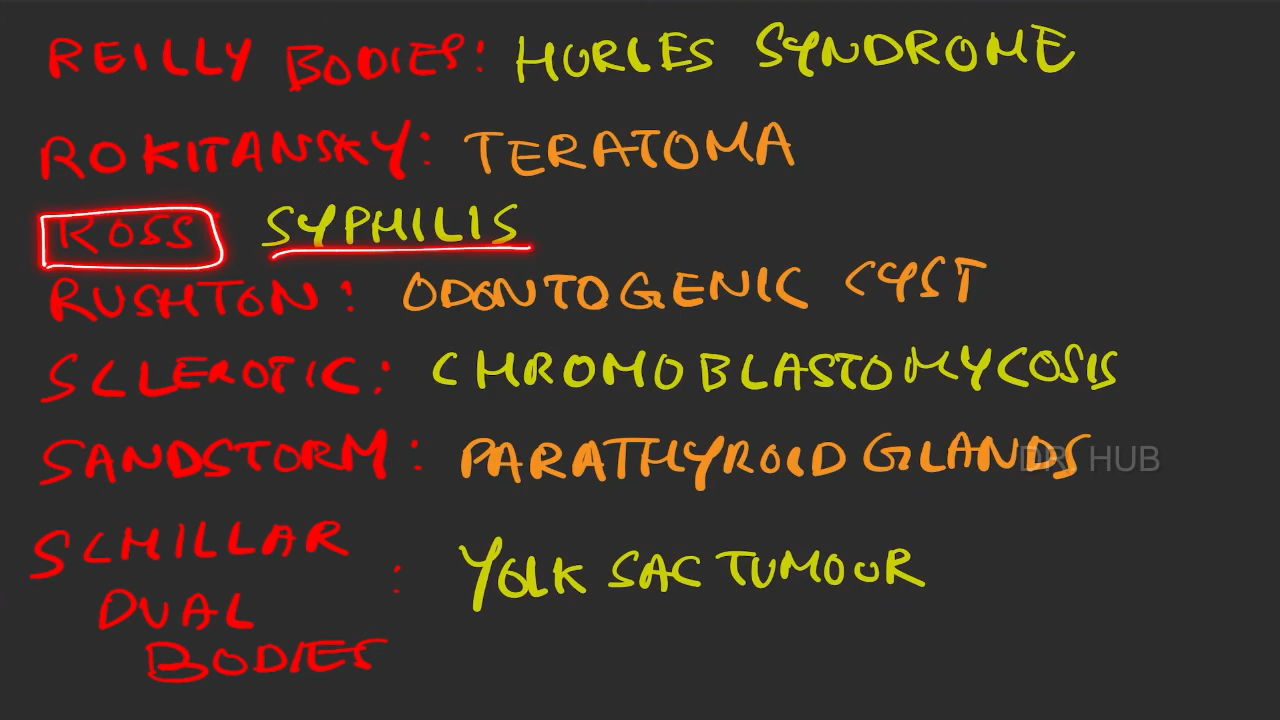 REILLY BODIES: HURLES SYNDROME
ROKITANSKY: TERATOMA
ROSS SYPHILIS
RUSHTON: ODONTOGENIC CYST
SCLEROTIC: CHROMOBLASTOMYCOSIS
SANDSTORM: PARATHYROID GLANDS
DR. HUB
SCHILLAR
: YOLK SAC TUMOUR
DUAL
BODIES